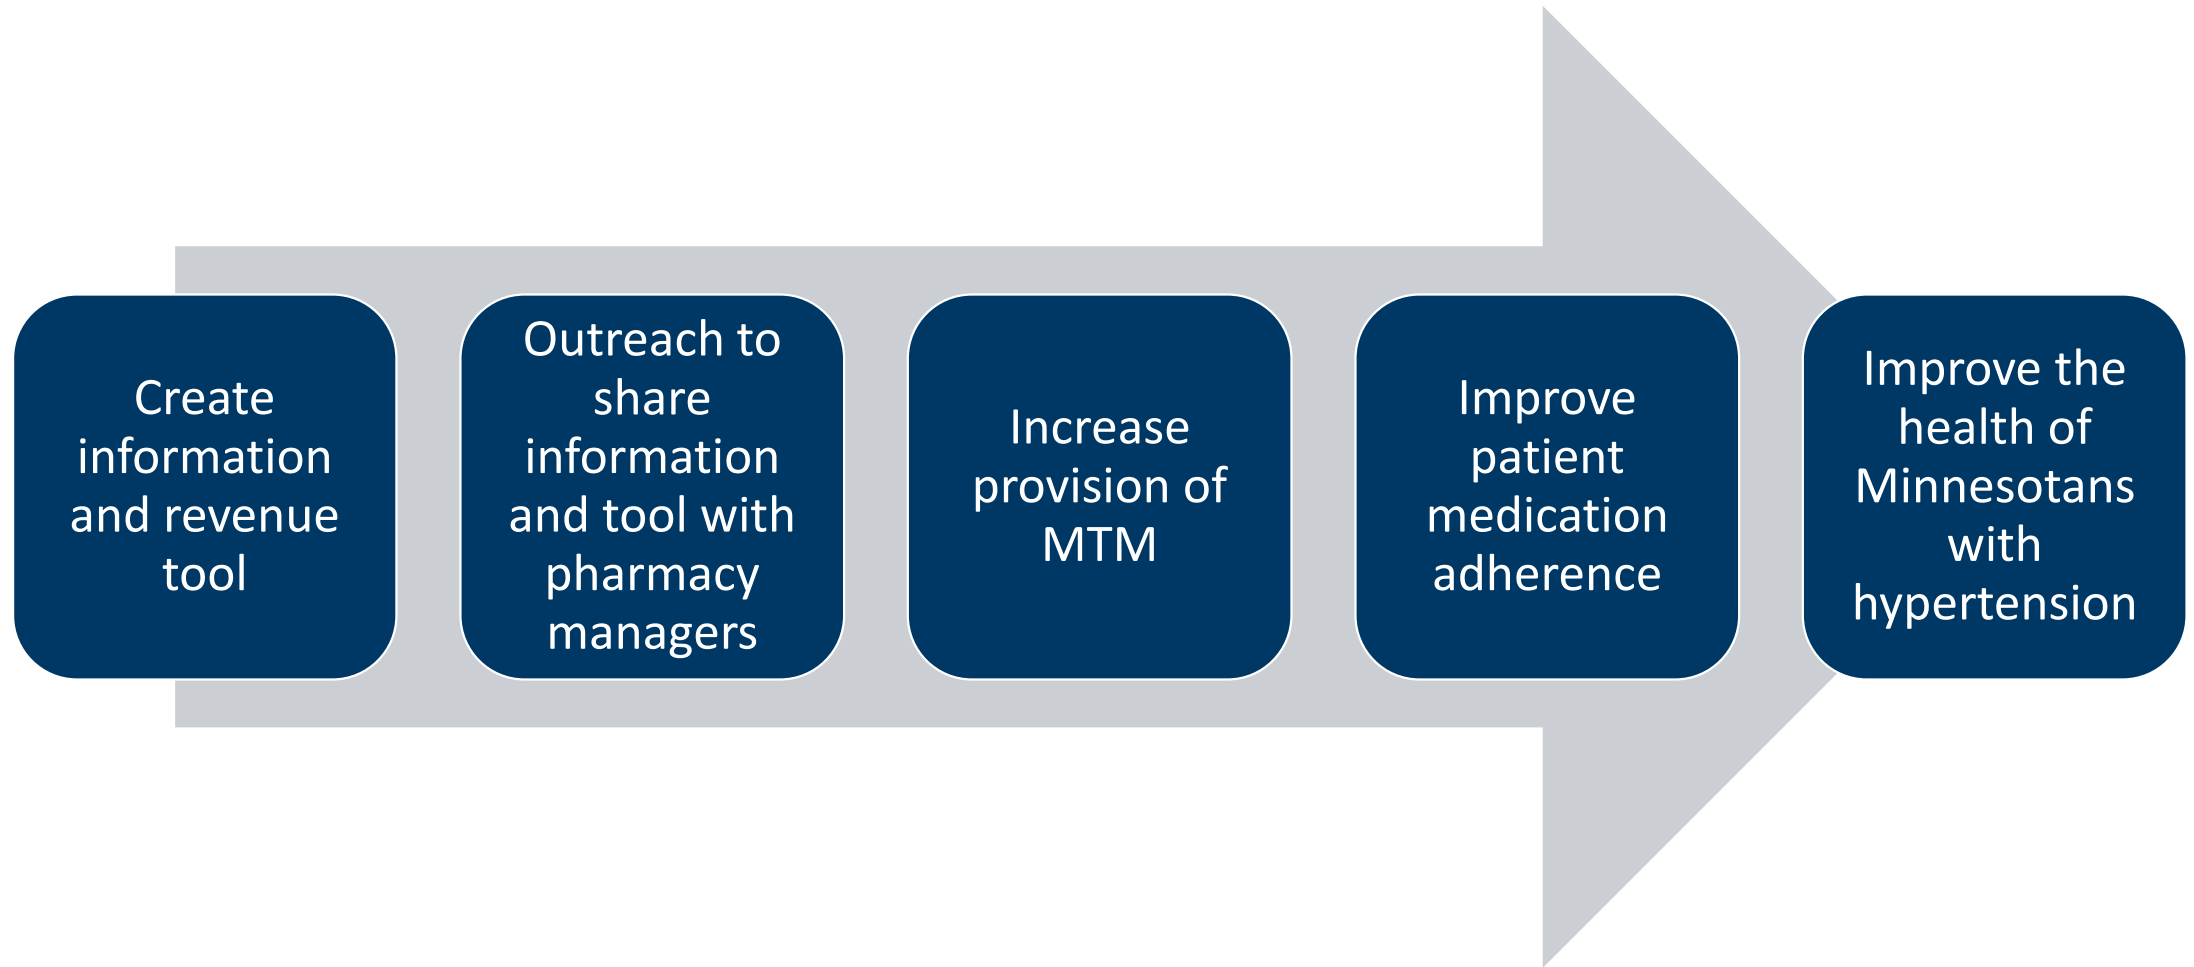 Create
information
and revenue
tool
Outreach to
share
information
and tool with
pharmacy
managers
Increase
provision of
MTM
Improve
patient
medication
adherence
Improve the
health of
Minnesotans
with
hypertension